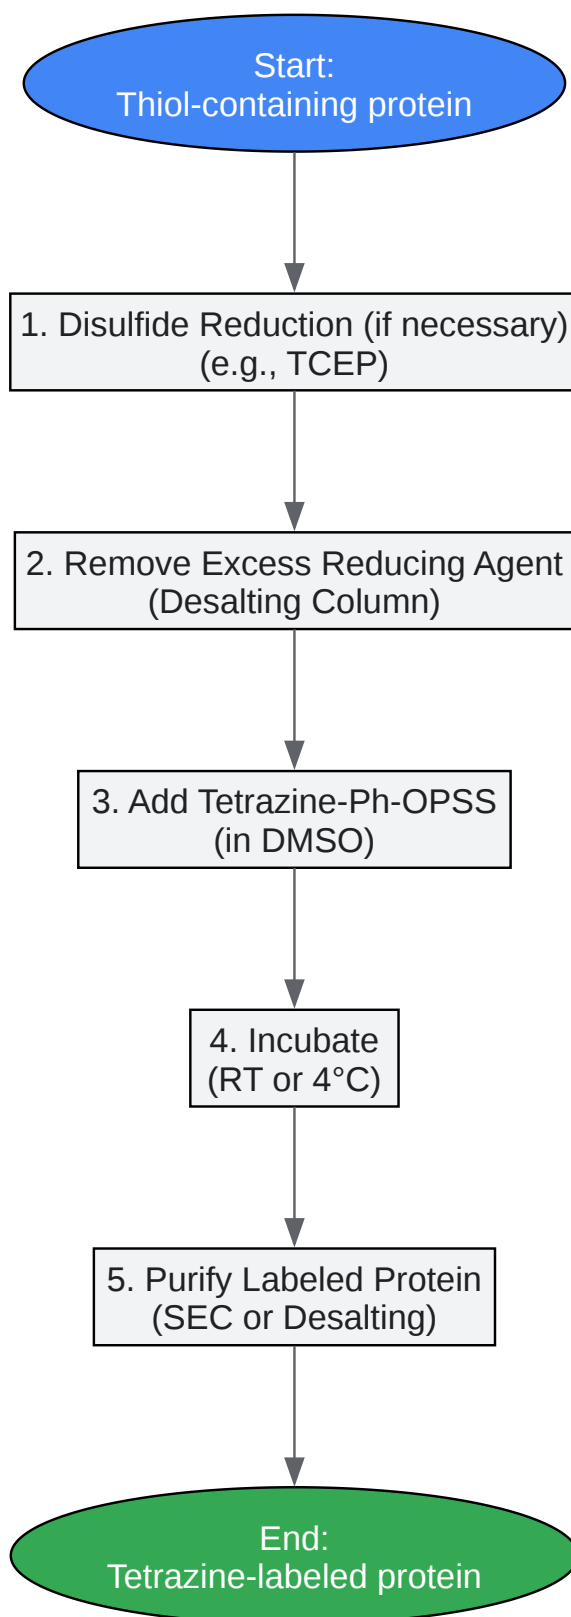 Start:
Thiol-containing protein
1. Disulfide Reduction (if necessary)
(e.g., TCEP)
2. Remove Excess Reducing Agent
(Desalting Column)
3. Add Tetrazine-Ph-OPSS
(in DMSO)
4. Incubate
(RT or 4°C)
5. Purify Labeled Protein
(SEC or Desalting)
End:
Tetrazine-labeled protein